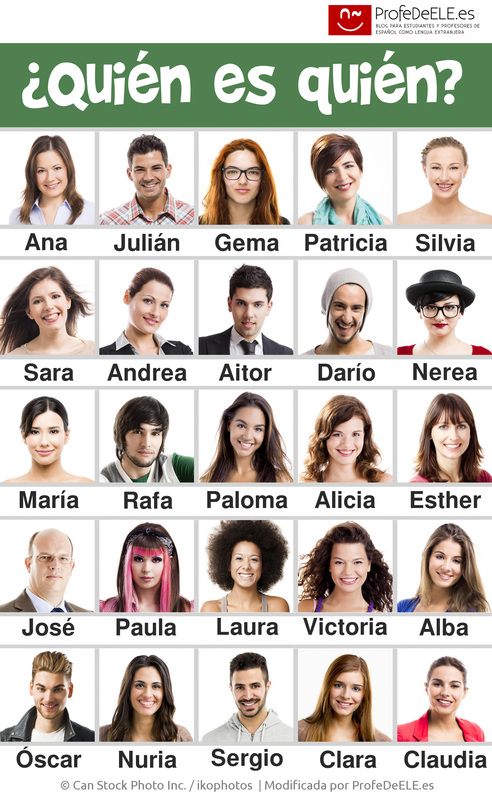 ProfeDeELE.es
BLOG PARA ESTUDIANTES Y PROFESORES DE
ESPAÑOL COMO LENGUA EXTRANJERA
¿Quién es quién?
Ana Julián Gema Patricia Silvia
Sara Andrea Aitor Darío Nerea
María Rafa Paloma Alicia Esther
José Paula Laura Victoria Alba
Óscar Nuria Sergio Clara Claudia
© Can Stock Photo Inc. / ikophotos | Modificada por ProfeDeELE.es